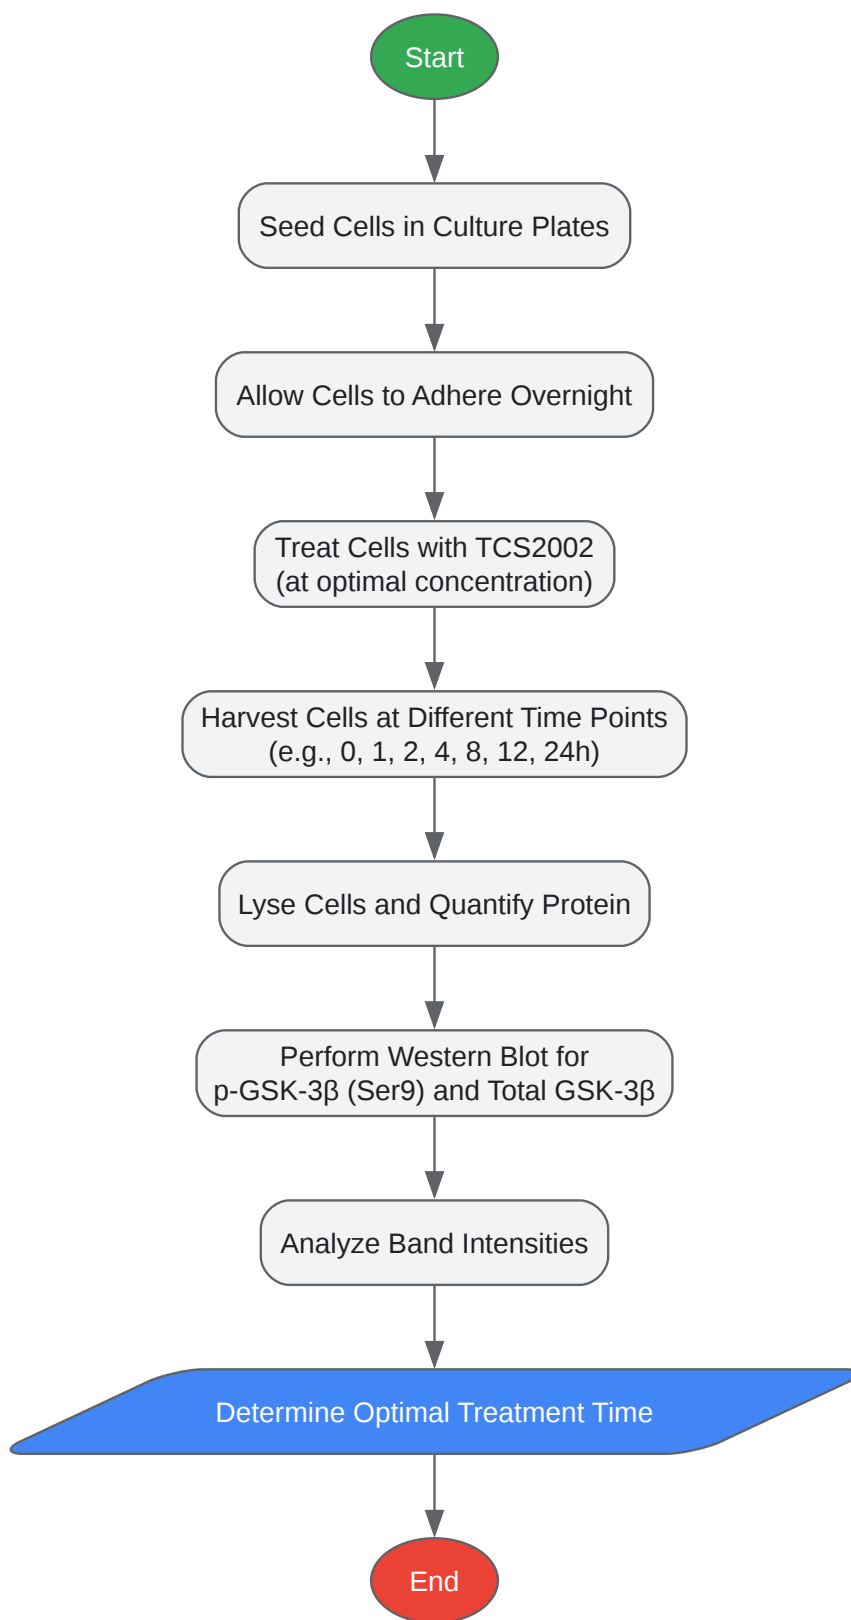 Start
Seed Cells in Culture Plates
Allow Cells to Adhere Overnight
Treat Cells with TCS2002
(at optimal concentration)
Harvest Cells at Different Time Points
(e.g., 0, 1, 2, 4, 8, 12, 24h)
Lyse Cells and Quantify Protein
Perform Western Blot for
p-GSK-3β (Ser9) and Total GSK-3β
Analyze Band Intensities
Determine Optimal Treatment Time
End